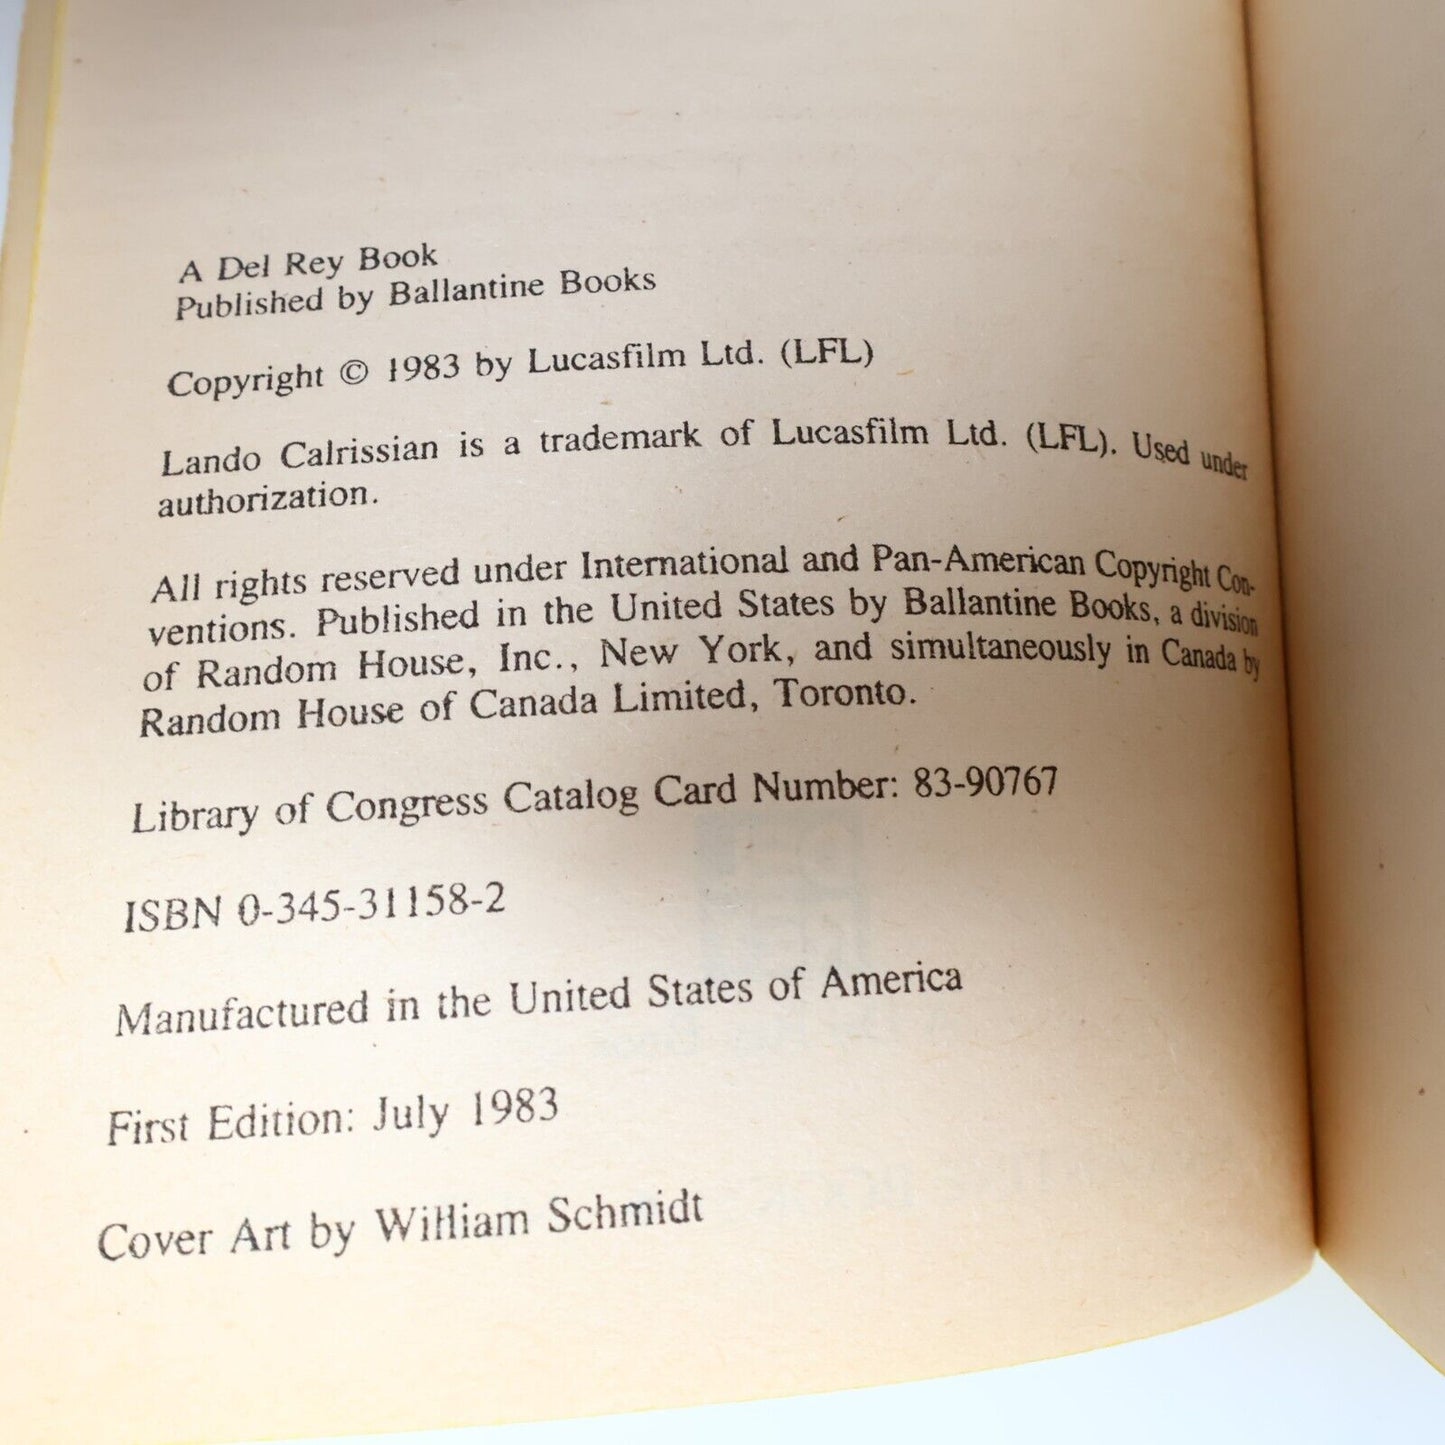 A Del Rey Book
Published by Ballantine Books
Copyright © 1983 by Lucasfilm Ltd. (LFL)
Lando Calrissian is a trademark of Lucasfilm Ltd. (LFL). Used under
authorization.
All rights reserved under International and Pan-American Copyright Con-
ventions. Published in the United States by Ballantine Books, a division
of Random House, Inc., New York, and simultaneously in Canada by
Random House of Canada Limited, Toronto.
Library of Congress Catalog Card Number: 83-90767
ISBN 0-345-31158-2
Manufactured in the United States of America
First Edition: July 1983
Cover Art by William Schmidt